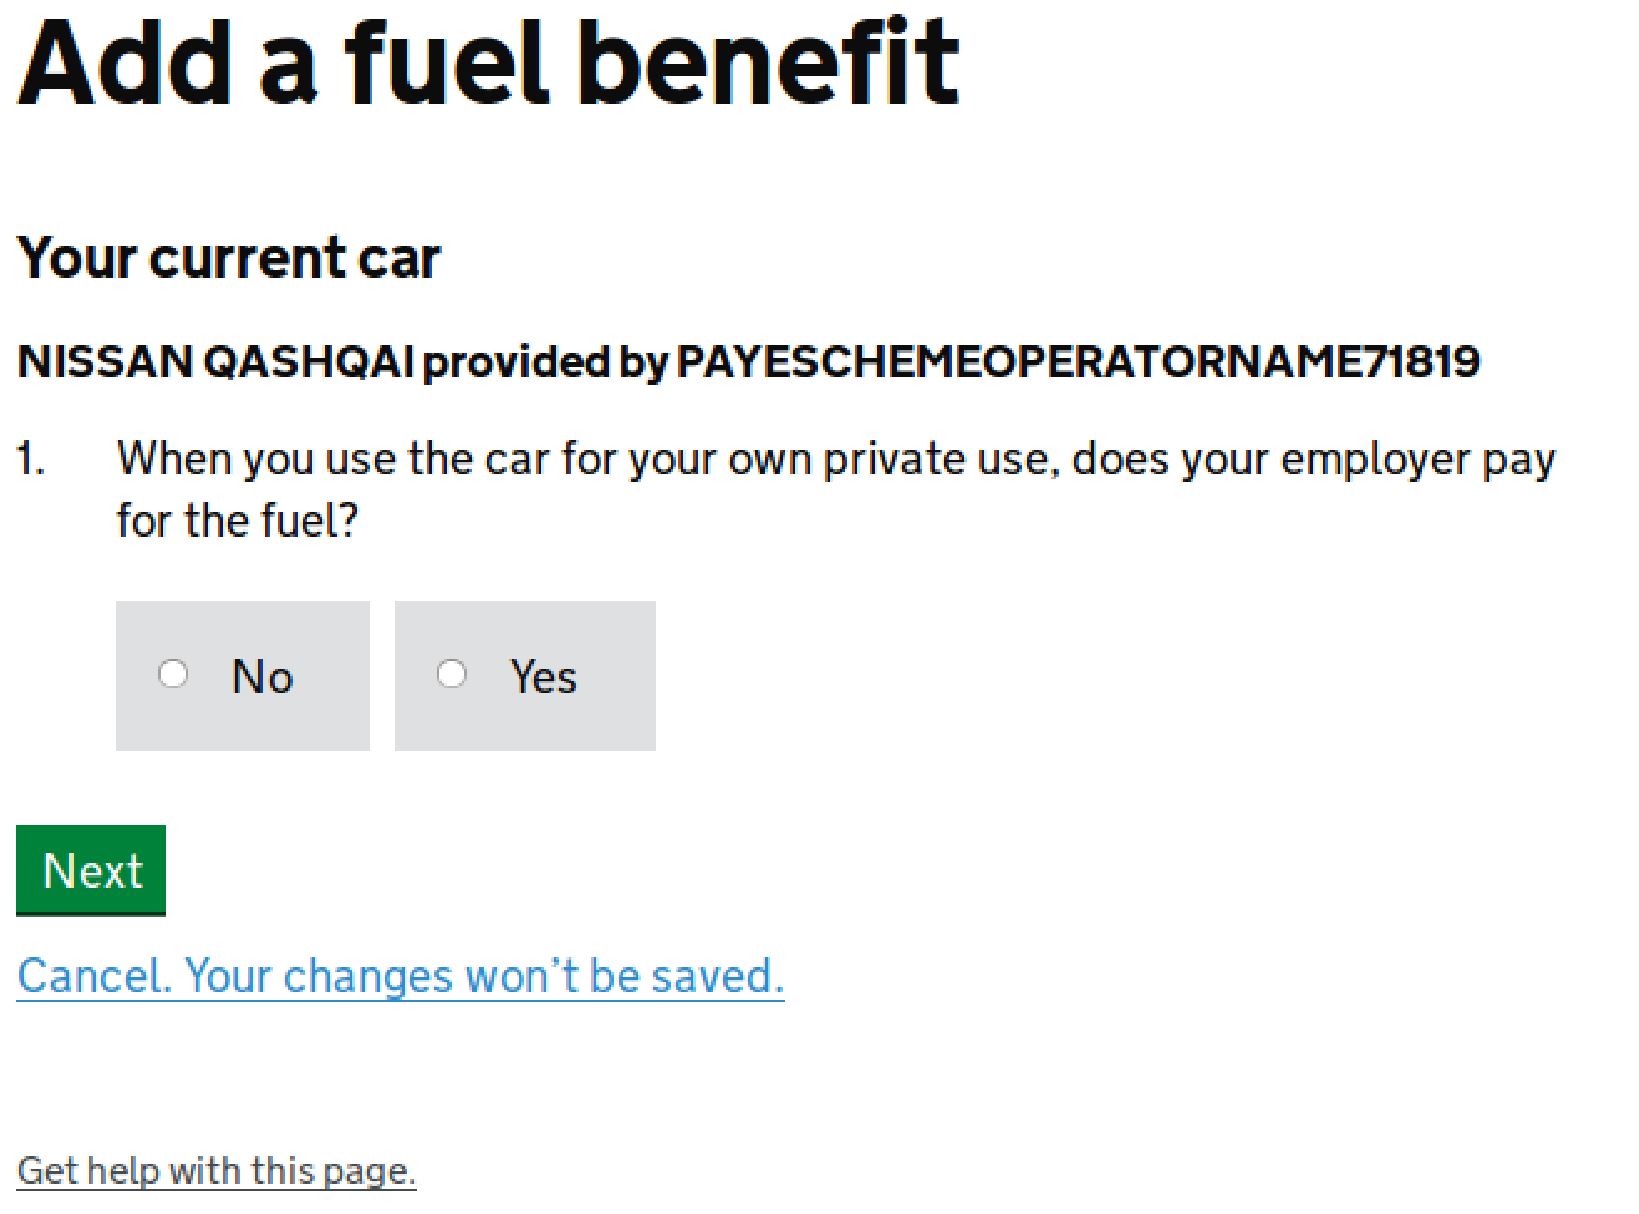 Add a fuel benefit
Your current car
NISSAN QASHQAI provided by PAYESCHEMEOPERATORNAME71819
1. When you use the car for your own private use, does your employer pay
for the fuel?
No Yes
Next
Cancel. Your changes won't be saved.
Get help with this page.